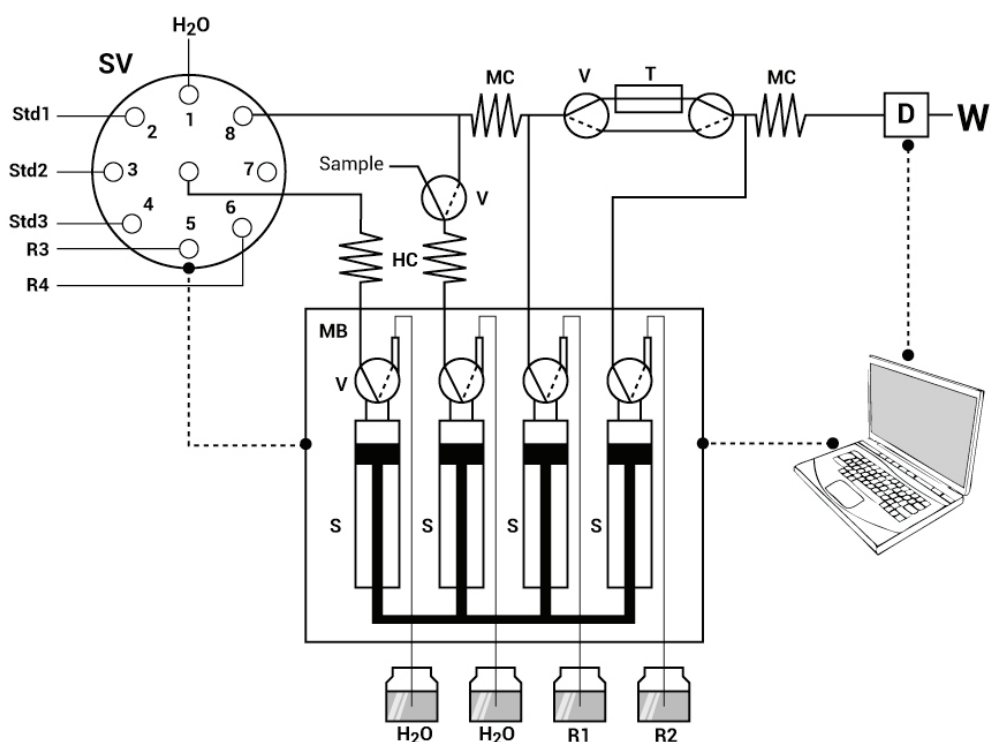 H₂O
SV
MC
V
T
MC
Std1
1
8
2
D
W
Sample
Std2
3
7
V
4
6
5
Std3
R3
HC
R4
MB
V
S
S
S
S
H₂O
H₂O
R1
R2